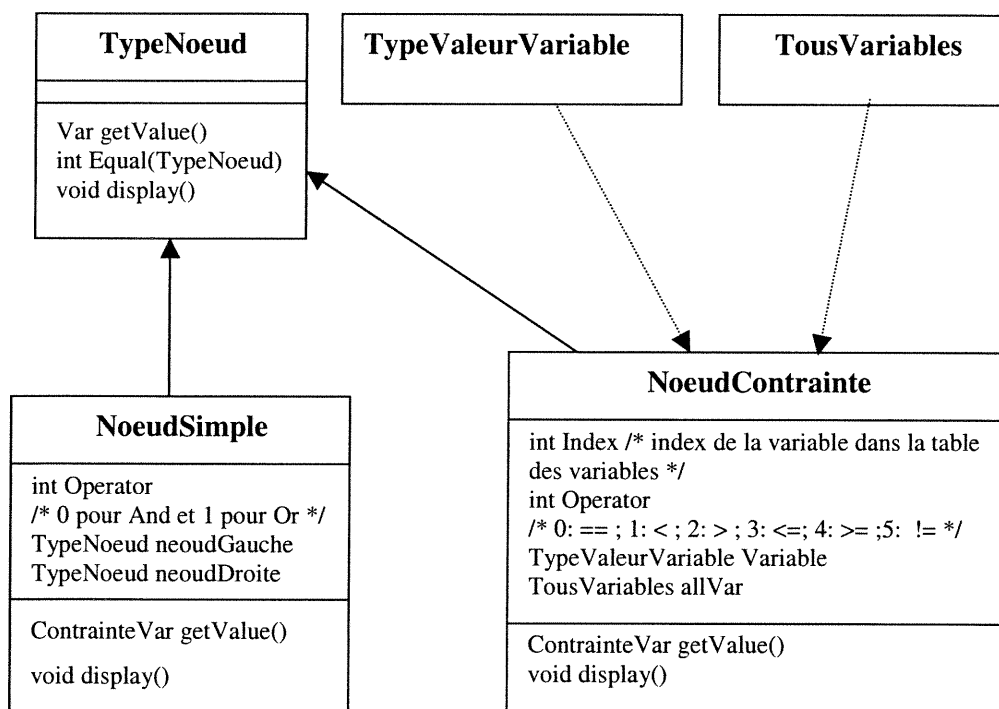 TypeNoeud
Var getValue()
int Equal(TypeNoeud)
void display()
TypeValeurVariable
TousVariables
NoeudSimple
int Operator
/* 0 pour And et 1 pour Or */
TypeNoeud neoudGauche
TypeNoeud neoudDroite
ContrainteVar getValue()
void display()
NoeudContrainte
int Index /* index de la variable dans la table
des variables */
int Operator
/* 0: == ; 1: < ; 2: > ; 3: <=; 4: >= ;5: != */
TypeValeurVariable Variable
TousVariables allVar
ContrainteVar getValue()
void display()